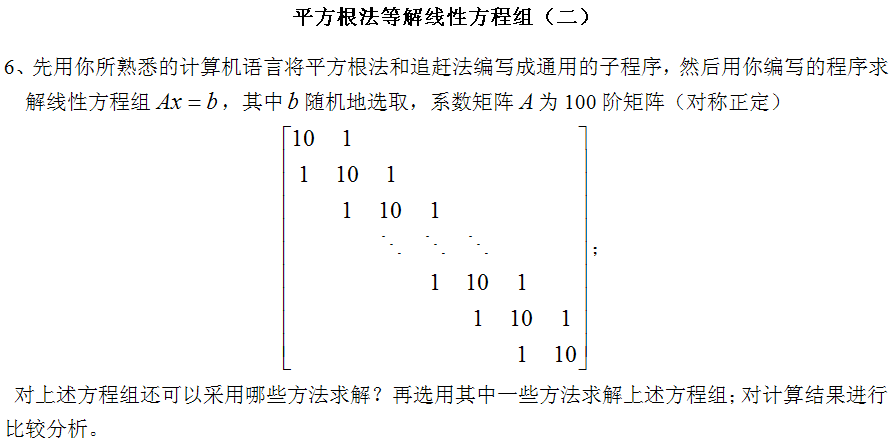 平方根法等解线性方程组（二）
6、先用你所熟悉的计算机语言将平方根法和追赶法编写成通用的子程序，然后用你编写的程序求
解线性方程组 Ax = b，其中 b 随机地选取，系数矩阵 A 为 100 阶矩阵（对称正定）
10 1
1 10 1
1 10 1
⋱ ⋱ ⋱
1 10 1
1 10 1
1 10
；
对上述方程组还可以采用哪些方法求解？再选用其中一些方法求解上述方程组；对计算结果进行
比较分析。